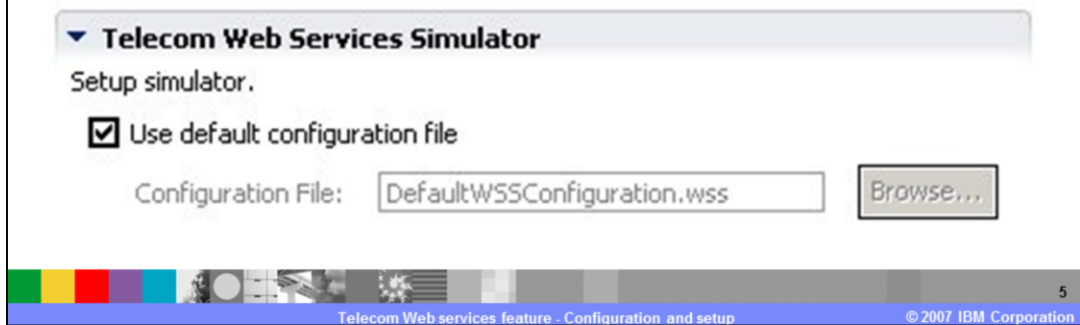 Telecom Web Services Simulator
Setup simulator.
Use default configuration file
Configuration File: DefaultWSSConfiguration.wss Browse...
5
Telecom Web services feature - Configuration and setup © 2007 IBM Corporation